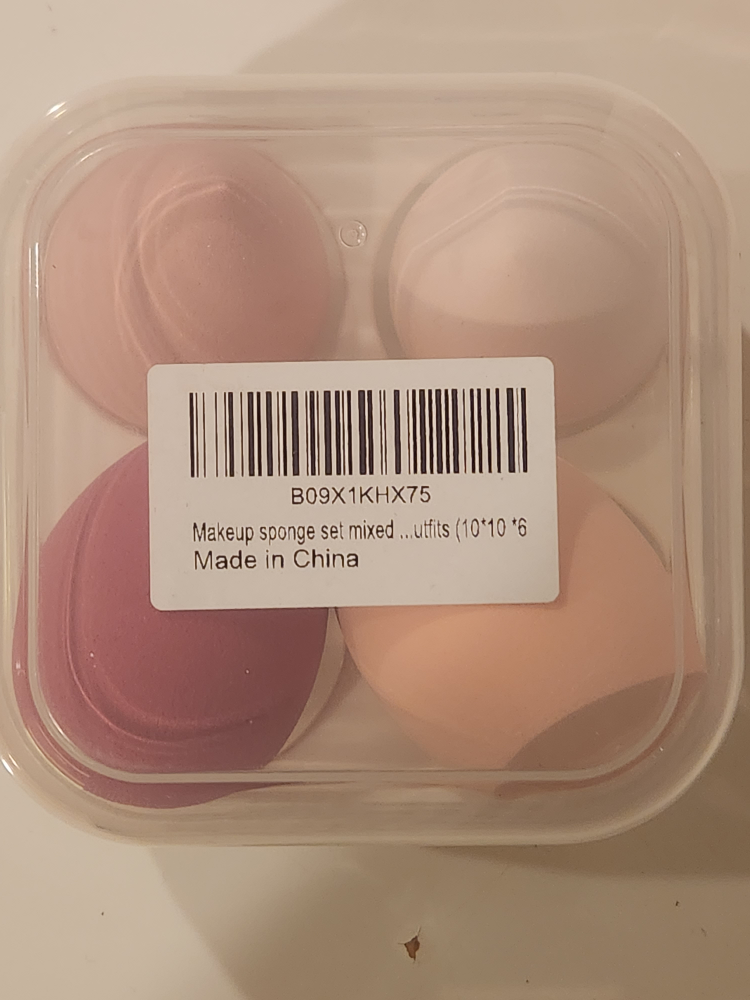 B09X1KHX75
Makeup sponge set mixed ...utfits (10*10 *6
Made in China